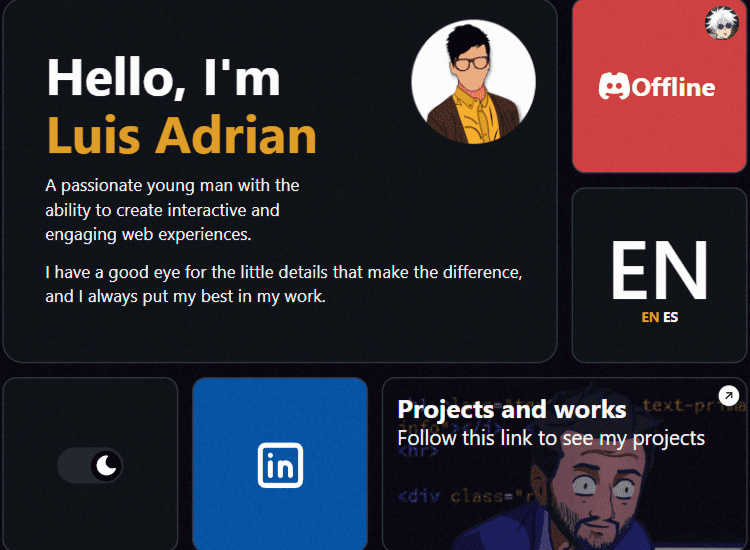 Hello, I'm
Luis Adrian
A passionate young man with the
ability to create interactive and
engaging web experiences.
I have a good eye for the little details that make the difference,
and I always put my best in my work.
Offline
EN
EN ES
in
Projects and works
Follow this link to see my projects
text-prima
info"></i>
<hr>
<div class="r